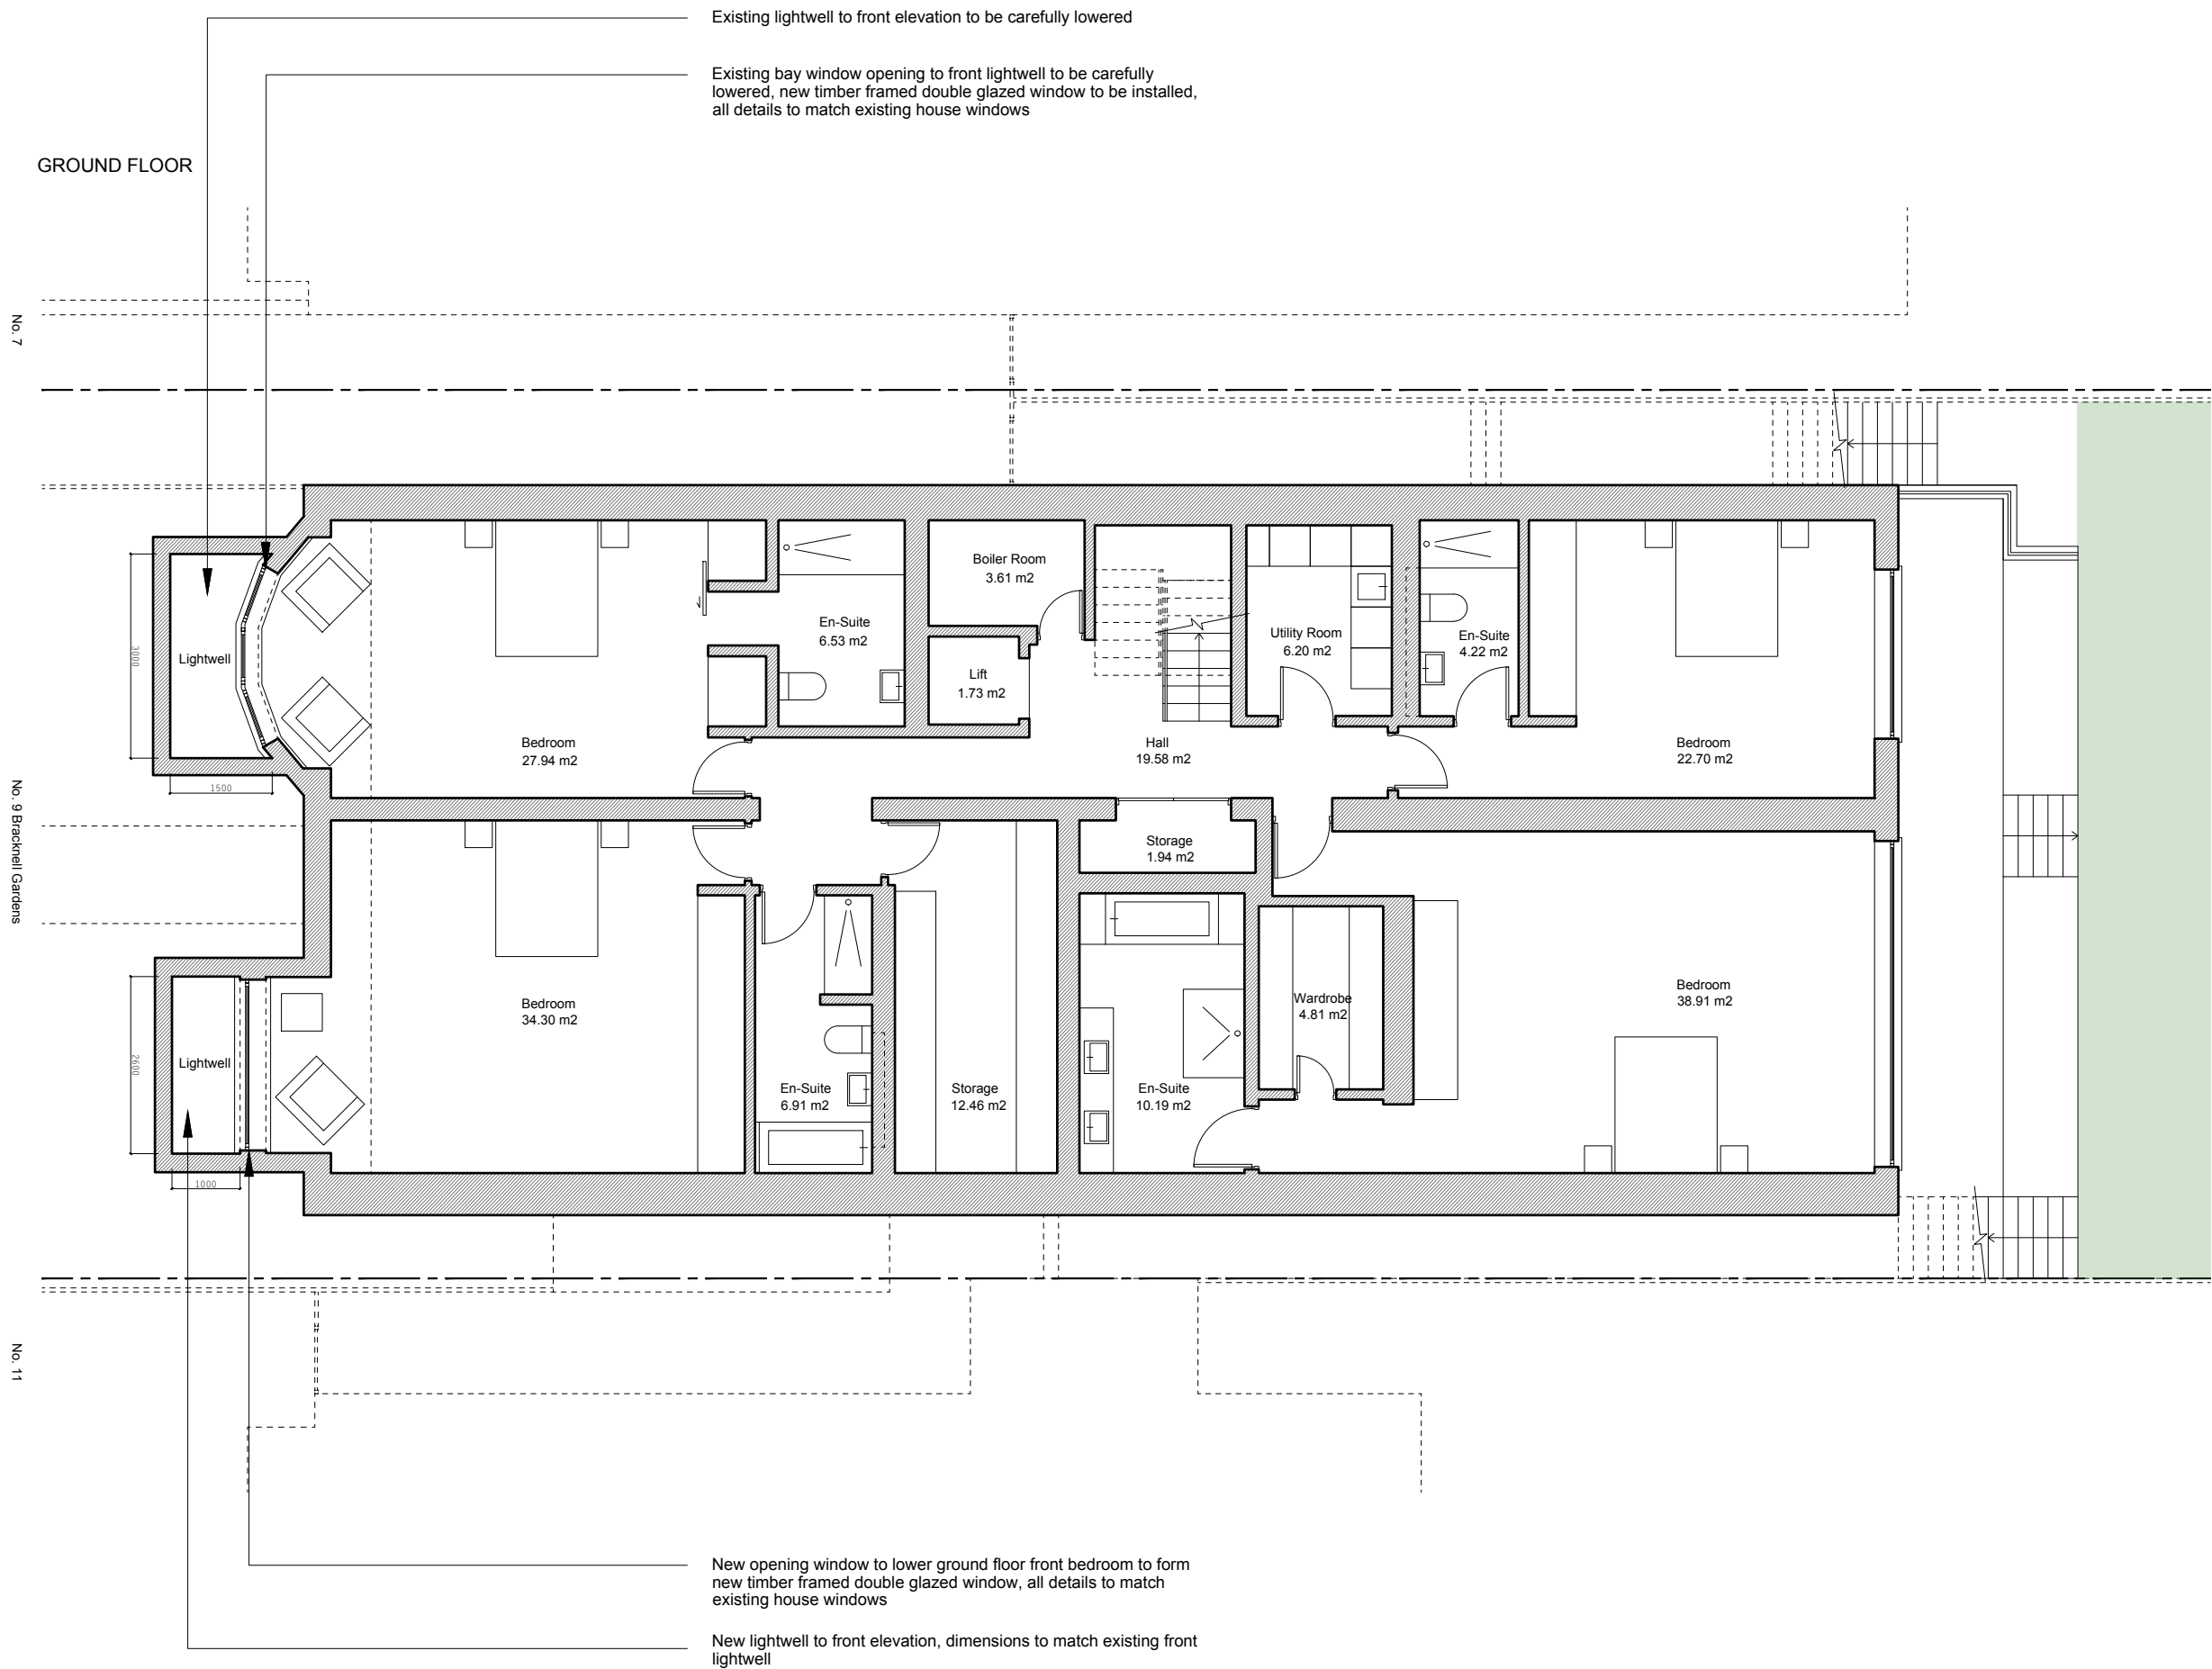 Existing lightwell to front elevation to be carefully lowered
Existing bay window opening to front lightwell to be carefully
lowered, new timber framed double glazed window to be installed,
all details to match existing house windows
GROUND FLOOR
No. 7
No. 9 Bracknell Gardens
No. 11
Lightwell
3000
1500
Bedroom
27.94 m2
En-Suite
6.53 m2
Boiler Room
3.61 m2
Lift
1.73 m2
Hall
19.58 m2
Utility Room
6.20 m2
En-Suite
4.22 m2
Bedroom
22.70 m2
Storage
1.94 m2
Lightwell
2600
1000
Bedroom
34.30 m2
En-Suite
6.91 m2
Storage
12.46 m2
En-Suite
10.19 m2
Wardrobe
4.81 m2
Bedroom
38.91 m2
New opening window to lower ground floor front bedroom to form
new timber framed double glazed window, all details to match
existing house windows
New lightwell to front elevation, dimensions to match existing front
lightwell